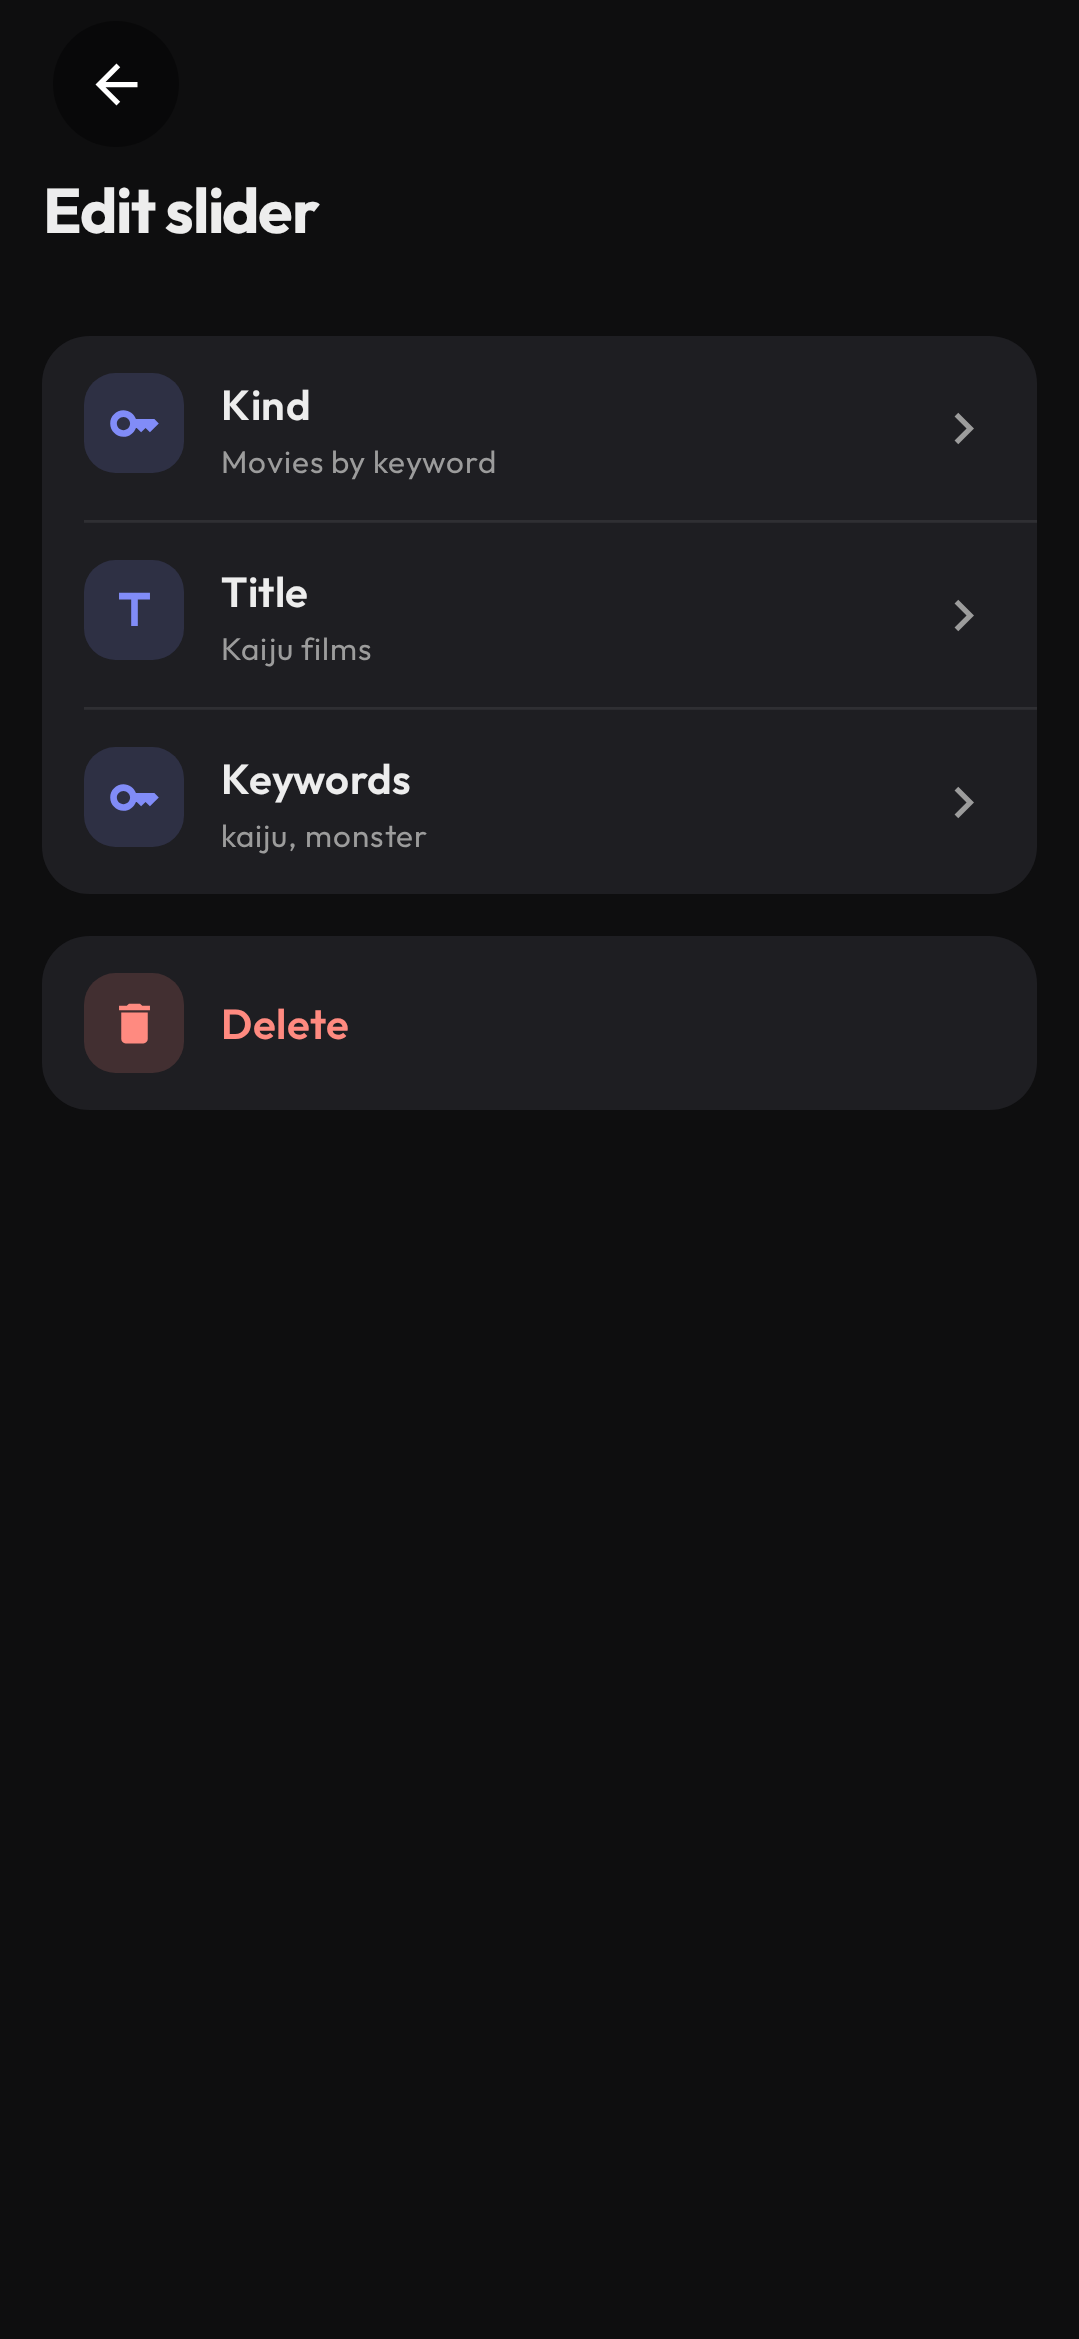 Edit slider
Kind
Movies by keyword
Title
Kaiju films
Keywords
kaiju, monster
Delete